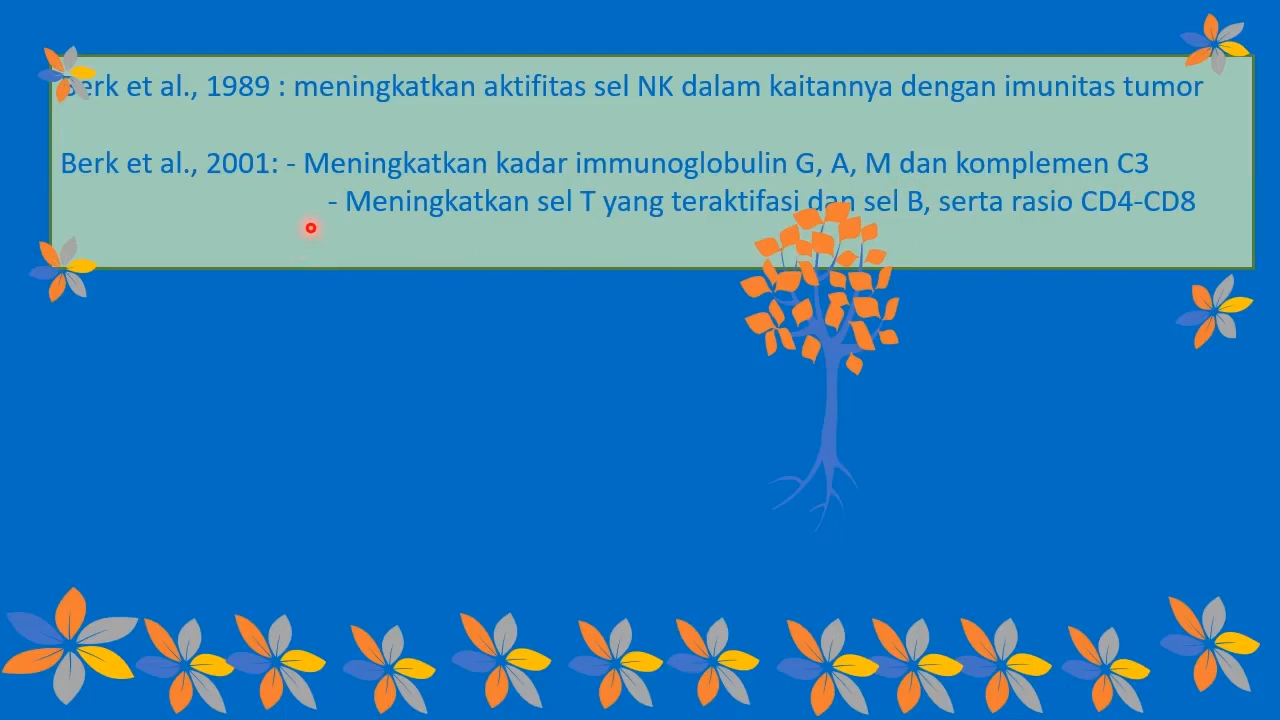 Berk et al., 1989 : meningkatkan aktifitas sel NK dalam kaitannya dengan imunitas tumor
Berk et al., 2001: - Meningkatkan kadar immunoglobulin G, A, M dan komplemen C3
- Meningkatkan sel T yang teraktifasi dan sel B, serta rasio CD4-CD8